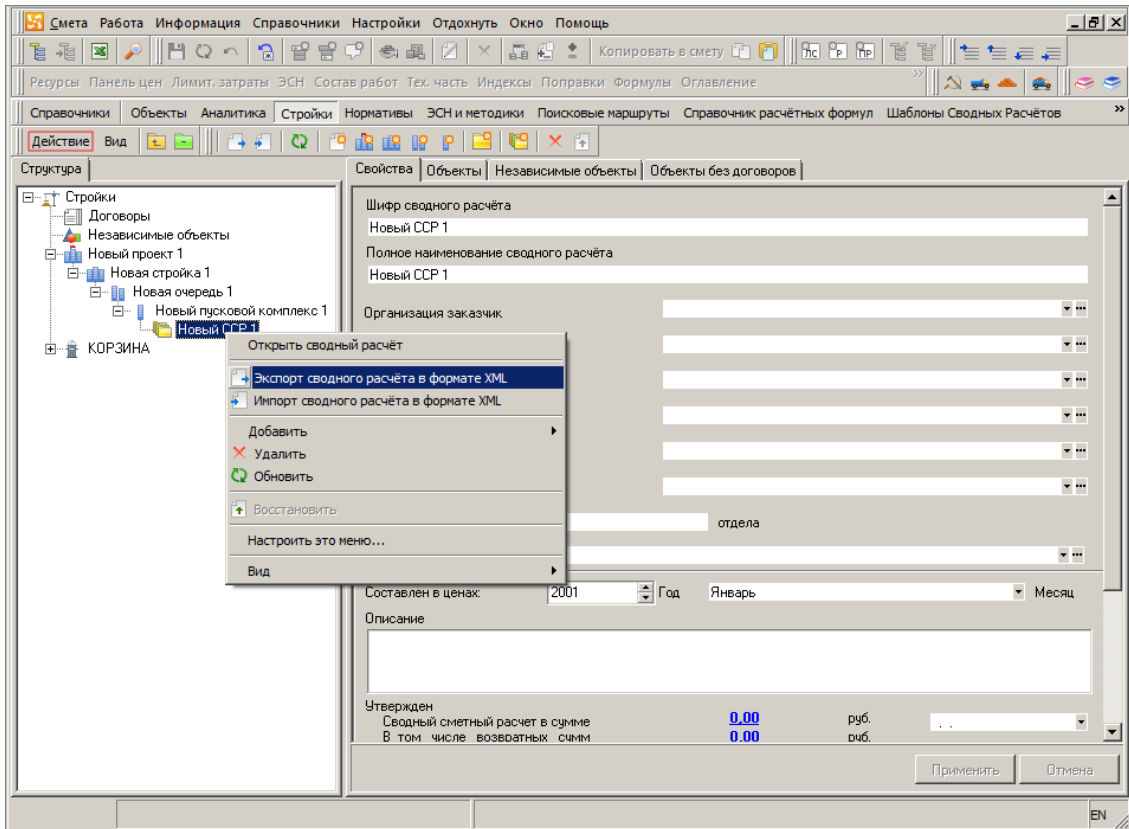 Смета Работа Информация Справочники Настройки Отдохнуть Окно Помощь
Копировать в смету ПС Р Нр
Ресурсы Панель цен Лимит. затраты ЭСН Состав работ Тех. часть Индексы Поправки Формулы Оглавление
Справочники Объекты Аналитика Стройки Нормативы ЭСН и методики Поисковые маршруты Справочник расчётных формул Шаблоны Сводных Расчётов
Действие Вид
Структура
Свойства Объекты Независимые объекты Объекты без договоров
Стройки
Договоры
Независимые объекты
Новый проект 1
Новая стройка 1
Новая очередь 1
Новый пусковой комплекс 1
Новый ССР 1
КОРЗИНА
Открыть сводный расчёт
Экспорт сводного расчёта в формате XML
Импорт сводного расчёта в формате XML
Добавить
Удалить
Обновить
Восстановить
Настроить это меню...
Вид
Шифр сводного расчёта
Новый ССР 1
Полное наименование сводного расчёта
Новый ССР 1
Организация заказчик
отдела
Составлен в ценах: 2001 Год Январь Месяц
Описание
Утвержден
Сводный сметный расчет в сумме 0,00 руб. . .
В том числе возвратных сумм 0,00 руб.
Применить Отмена
EN